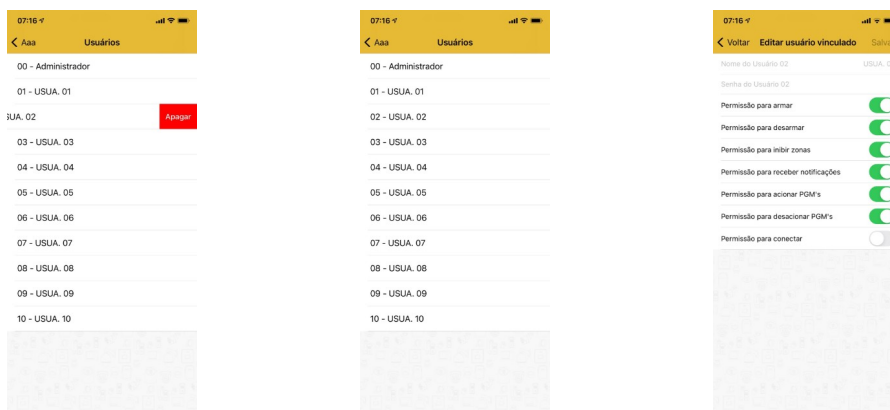 07:16
Aaa Usuários
00 - Administrador
01 - USUA. 01
SUA. 02 Apagar
03 - USUA. 03
04 - USUA. 04
05 - USUA. 05
06 - USUA. 06
07 - USUA. 07
08 - USUA. 08
09 - USUA. 09
10 - USUA. 10
07:16
Aaa Usuários
00 - Administrador
01 - USUA. 01
02 - USUA. 02
03 - USUA. 03
04 - USUA. 04
05 - USUA. 05
06 - USUA. 06
07 - USUA. 07
08 - USUA. 08
09 - USUA. 09
10 - USUA. 10
07:16
Voltar Editar usuário vinculado Salva
Nome do Usuário 02 USUA. 0
Senha do Usuário 02
Permissão para armar
Permissão para desarmar
Permissão para inibir zonas
Permissão para receber notificações
Permissão para acionar PGM's
Permissão para desacionar PGM's
Permissão para conectar